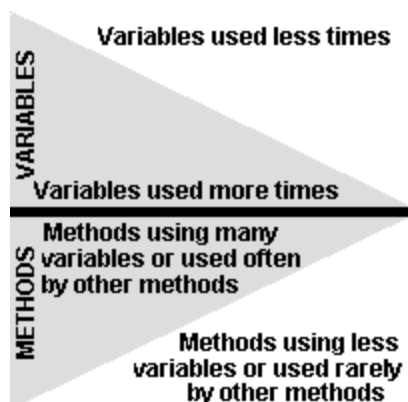 Variables used less times
VARIABLES
Variables used more times
METHODS
Methods using many
variables or used often
by other methods
Methods using less
variables or used rarely
by other methods